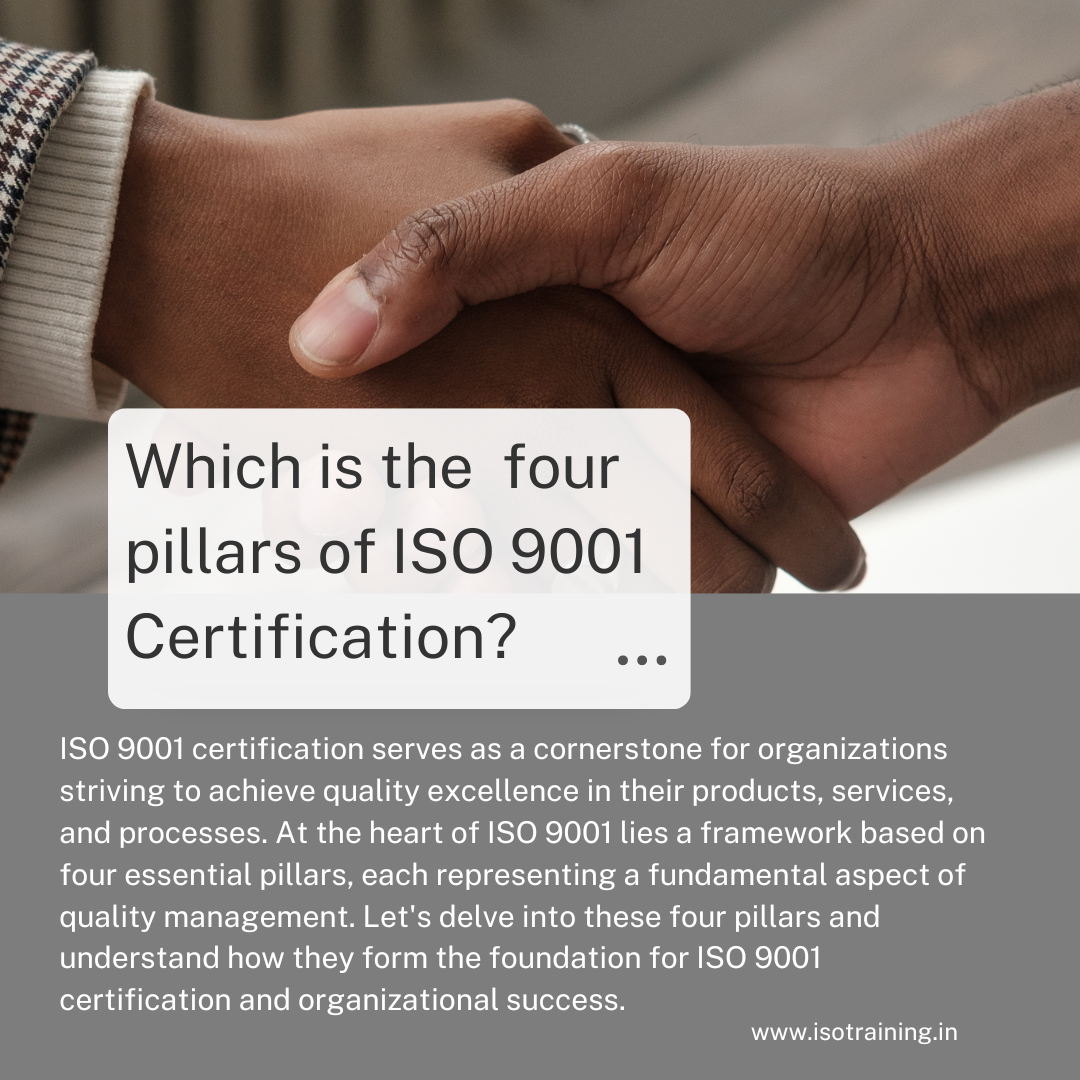 Which is the  four
pillars of ISO 9001
Certification?
...
ISO 9001 certification serves as a cornerstone for organizations
striving to achieve quality excellence in their products, services,
and processes. At the heart of ISO 9001 lies a framework based on
four essential pillars, each representing a fundamental aspect of
quality management. Let's delve into these four pillars and
understand how they form the foundation for ISO 9001
certification and organizational success.
www.isotraining.in